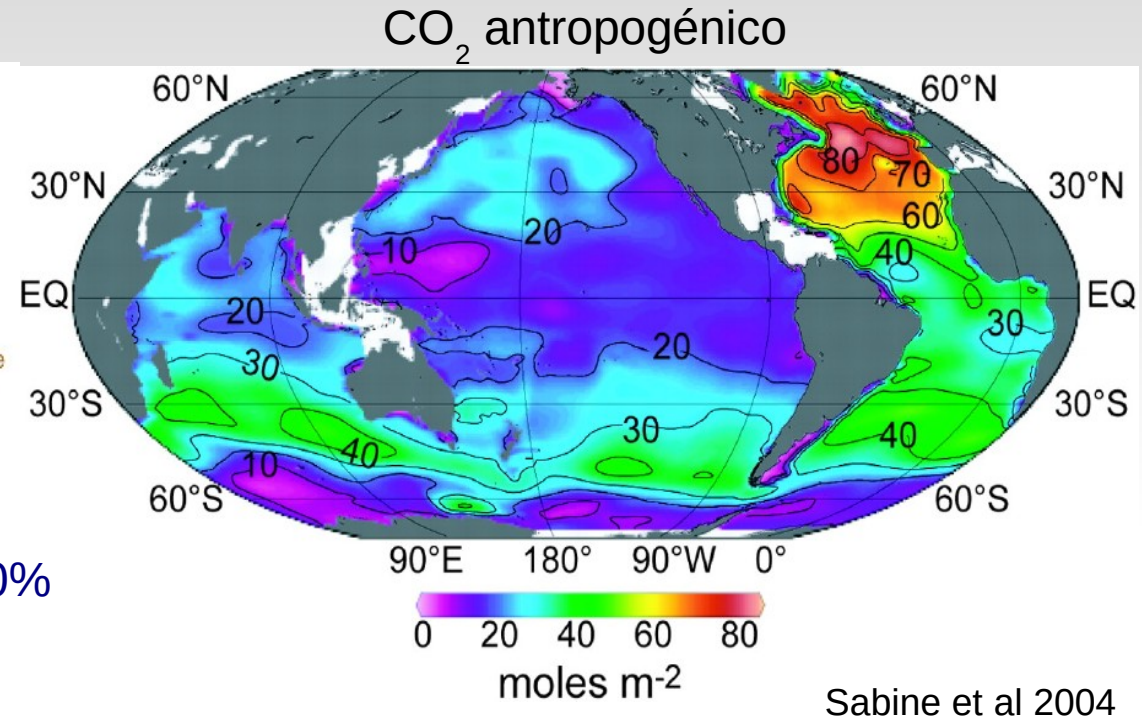 CO2 antropogénico
60°N 60°N
80 70
30°N 30°N
60
20
10 40
EQ EQ
20 30
e
30 20
30°S 30°S
30 40
40
10
60°S 60°S
90°E 180° 90°W 0°
0%
0 20 40 60 80
moles m-2
Sabine et al 2004